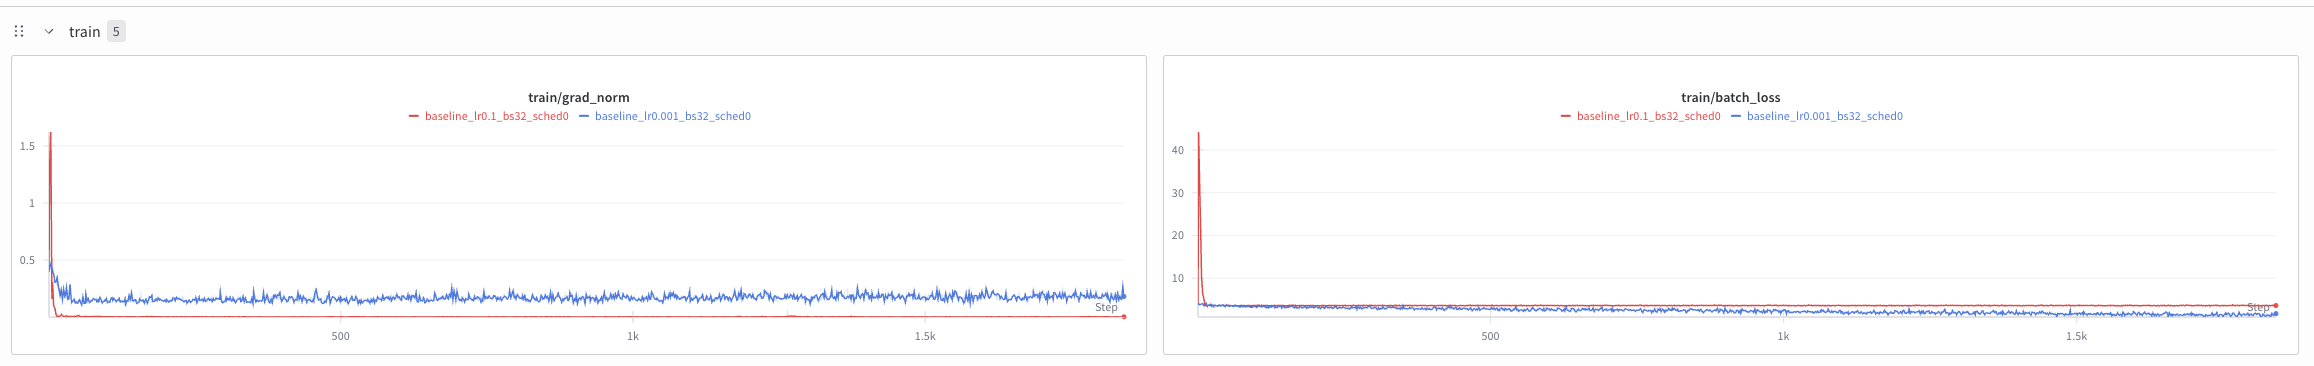 train 5
train/grad_norm
baseline_lr0.1_bs32_sched0 baseline_lr0.001_bs32_sched0
1.5
1
0.5
Step
500 1k 1.5k
train/batch_loss
baseline_lr0.1_bs32_sched0 baseline_lr0.001_bs32_sched0
40
30
20
10
Step
500 1k 1.5k